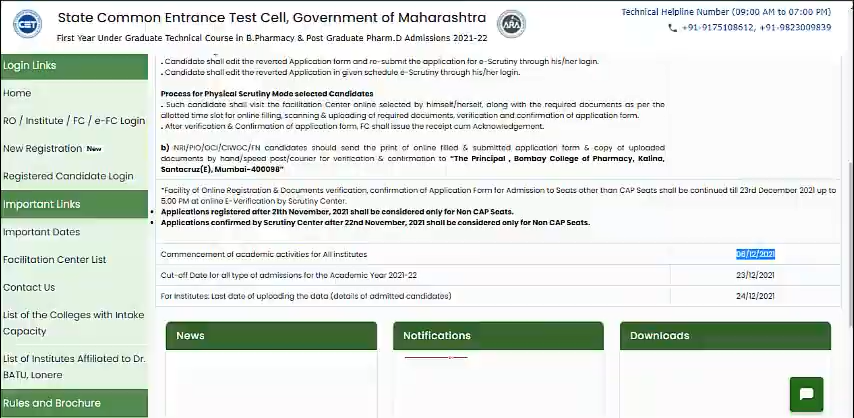 State Common Entrance Test Cell, Government of Maharashtra
First Year Under Graduate Technical Course in B.Pharmacy & Post Graduate Pharm.D Admissions 2021-22
Technical Helpline Number (09:00 AM to 07:00 PM)
+91-9175108612, +91-9823009839
CET
ARA
Login Links
Home
RO / Institute / FC / e-FC Login
New Registration New
Registered Candidate Login
Important Links
Important Dates
Facilitation Center List
Contact Us
List of the Colleges with Intake
Capacity
List of Institutes Affiliated to Dr.
BATU, Lonere
Rules and Brochure
. Candidate shall edit the reverted Application form and re-submit the application for e-Scrutiny through his/her login.
. Candidate shall edit the reverted Application in given schedule e-Scrutiny through his/her login.
Process for Physical Scrutiny Mode selected Candidates
. Such candidate shall visit the facilitation Center online selected by himself/herself, along with the required documents as per the
allotted time slot for online filling, scanning & uploading of required documents, verification and confirmation of application form.
. After verification & Confirmation of application form, FC shall issue the receipt cum Acknowledgement.
b) NRI/PIO/OCI/CIWGC/FN candidates should send the print of online filled & submitted application form & copy of uploaded
documents by hand/speed post/courier for verification & confirmation to "The Principal , Bombay College of Pharmacy, Kalina,
Santacruz(E), Mumbai-400098"
*Facility of Online Registration & Documents verification, confirmation of Application Form for Admission to Seats other than CAP Seats shall be continued till 23rd December 2021 up to
5.00 PM at online E-Verification by Scrutiny Center.
• Applications registered after 21th November, 2021 shall be considered only for Non CAP Seats.
• Applications confirmed by Scrutiny Center after 22nd November, 2021 shall be considered only for Non CAP Seats.
Commencement of academic activities for All institutes 06/12/2021
Cut-off Date for all type of admissions for the Academic Year 2021-22 23/12/2021
For Institutes: Last date of uploading the data (details of admitted candidates) 24/12/2021
News
Notifications
Downloads